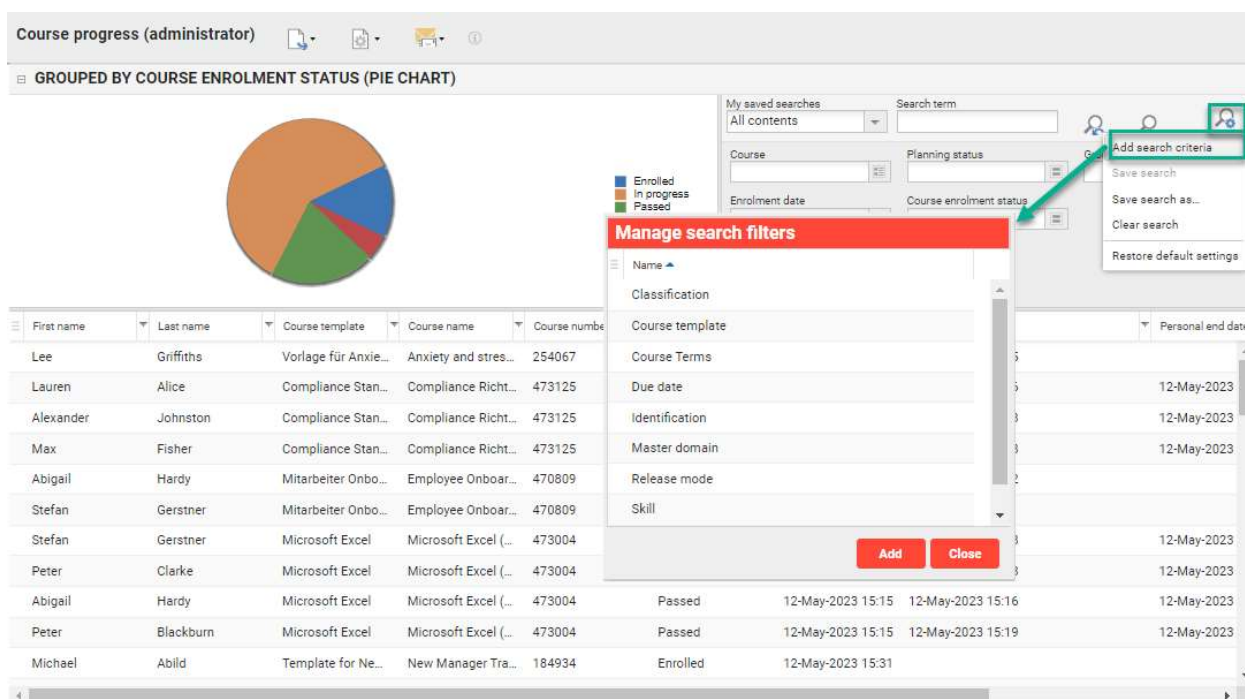 Course progress (administrator)
GROUPED BY COURSE ENROLMENT STATUS (PIE CHART)
My saved searches Search term
All contents
Add search criteria
Course Planning status
Save search
Enrolled
In progress
Passed
Enrolment date Course enrolment status
Save search as...
Clear search
Restore default settings
Manage search filters
Name
Classification
Course template
Course Terms
Due date
Identification
Master domain
Release mode
Skill
Add Close
First name Last name Course template Course name Course numbe Personal end date
Lee Griffiths Vorlage für Anxie... Anxiety and stres... 254067
Lauren Alice Compliance Stan... Compliance Richt... 473125 12-May-2023
Alexander Johnston Compliance Stan... Compliance Richt... 473125 12-May-2023
Max Fisher Compliance Stan... Compliance Richt... 473125 12-May-2023
Abigail Hardy Mitarbeiter Onbo... Employee Onboar... 470809
Stefan Gerstner Mitarbeiter Onbo... Employee Onboar... 470809
Stefan Gerstner Microsoft Excel Microsoft Excel (... 473004 12-May-2023
Peter Clarke Microsoft Excel Microsoft Excel (... 473004 12-May-2023
Abigail Hardy Microsoft Excel Microsoft Excel (... 473004 Passed 12-May-2023 15:15 12-May-2023 15:16 12-May-2023
Peter Blackburn Microsoft Excel Microsoft Excel (... 473004 Passed 12-May-2023 15:15 12-May-2023 15:19 12-May-2023
Michael Abild Template for Ne... New Manager Tra... 184934 Enrolled 12-May-2023 15:31